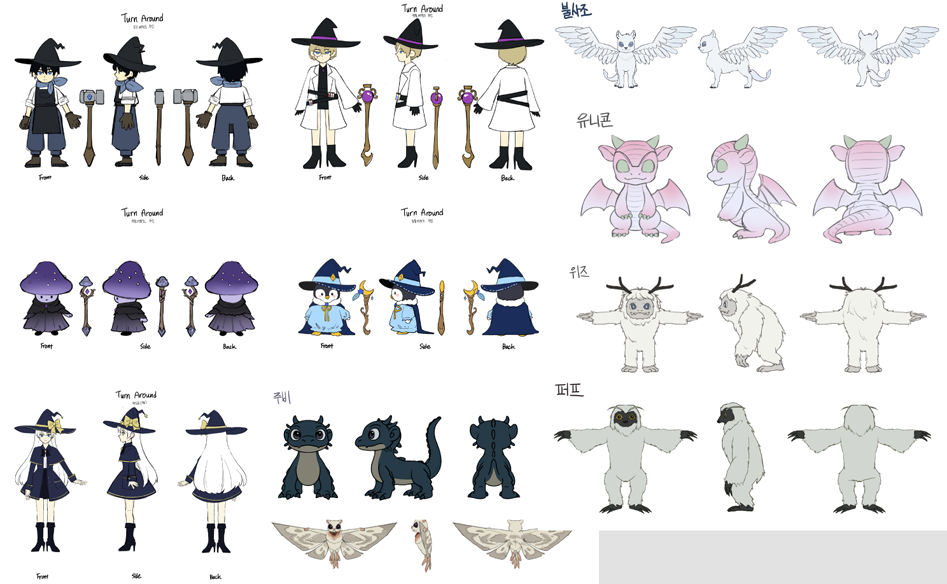 Turn Around
Front
Side
Back
Turn Around
Front
Side
Back
불사조
유니콘
Turn Around
Front
Side
Back
Turn Around
Front
Side
Back
위즈
퍼프
Turn Around
Front
Side
Back
주비